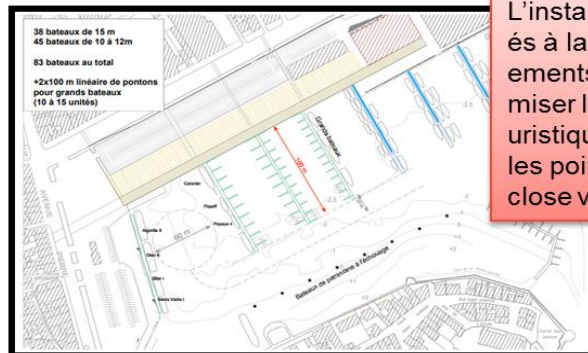 38 bateaux de 15 m
45 bateaux de 10 à 12m
83 bateaux au total
+2x100 m linéaire de pontons
pour grands bateaux
(10 à 15 unités)
L'insta
és à la
ements
miser l
uristiqu
les poi
close v
Grands bateaux
100 m
60 m
Bateaux de patrimoine à l'échouage
AVENUE